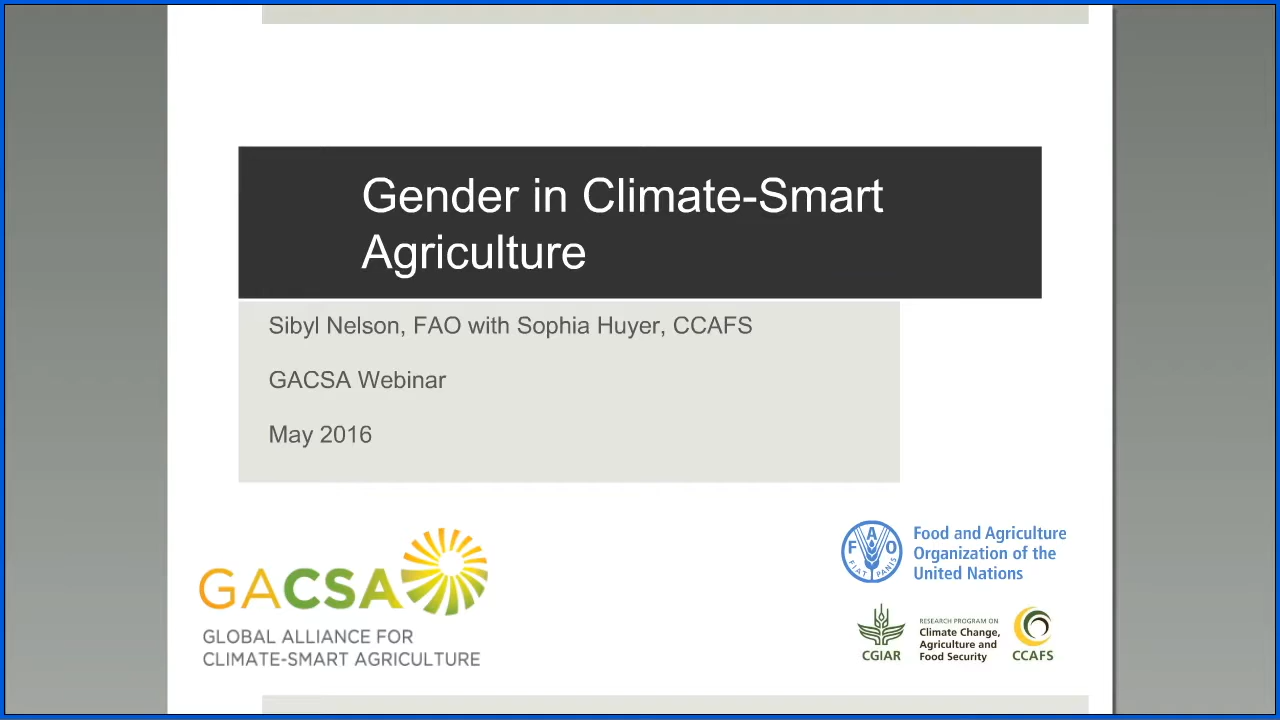 Gender in Climate-Smart
Agriculture
Sibyl Nelson, FAO with Sophia Huyer, CCAFS
GACSA Webinar
May 2016
GACSA
GLOBAL ALLIANCE FOR
CLIMATE-SMART AGRICULTURE
F A O
FIAT PANIS
Food and Agriculture
Organization of the
United Nations
CGIAR
RESEARCH PROGRAM ON
Climate Change,
Agriculture and
Food Security
CCAFS